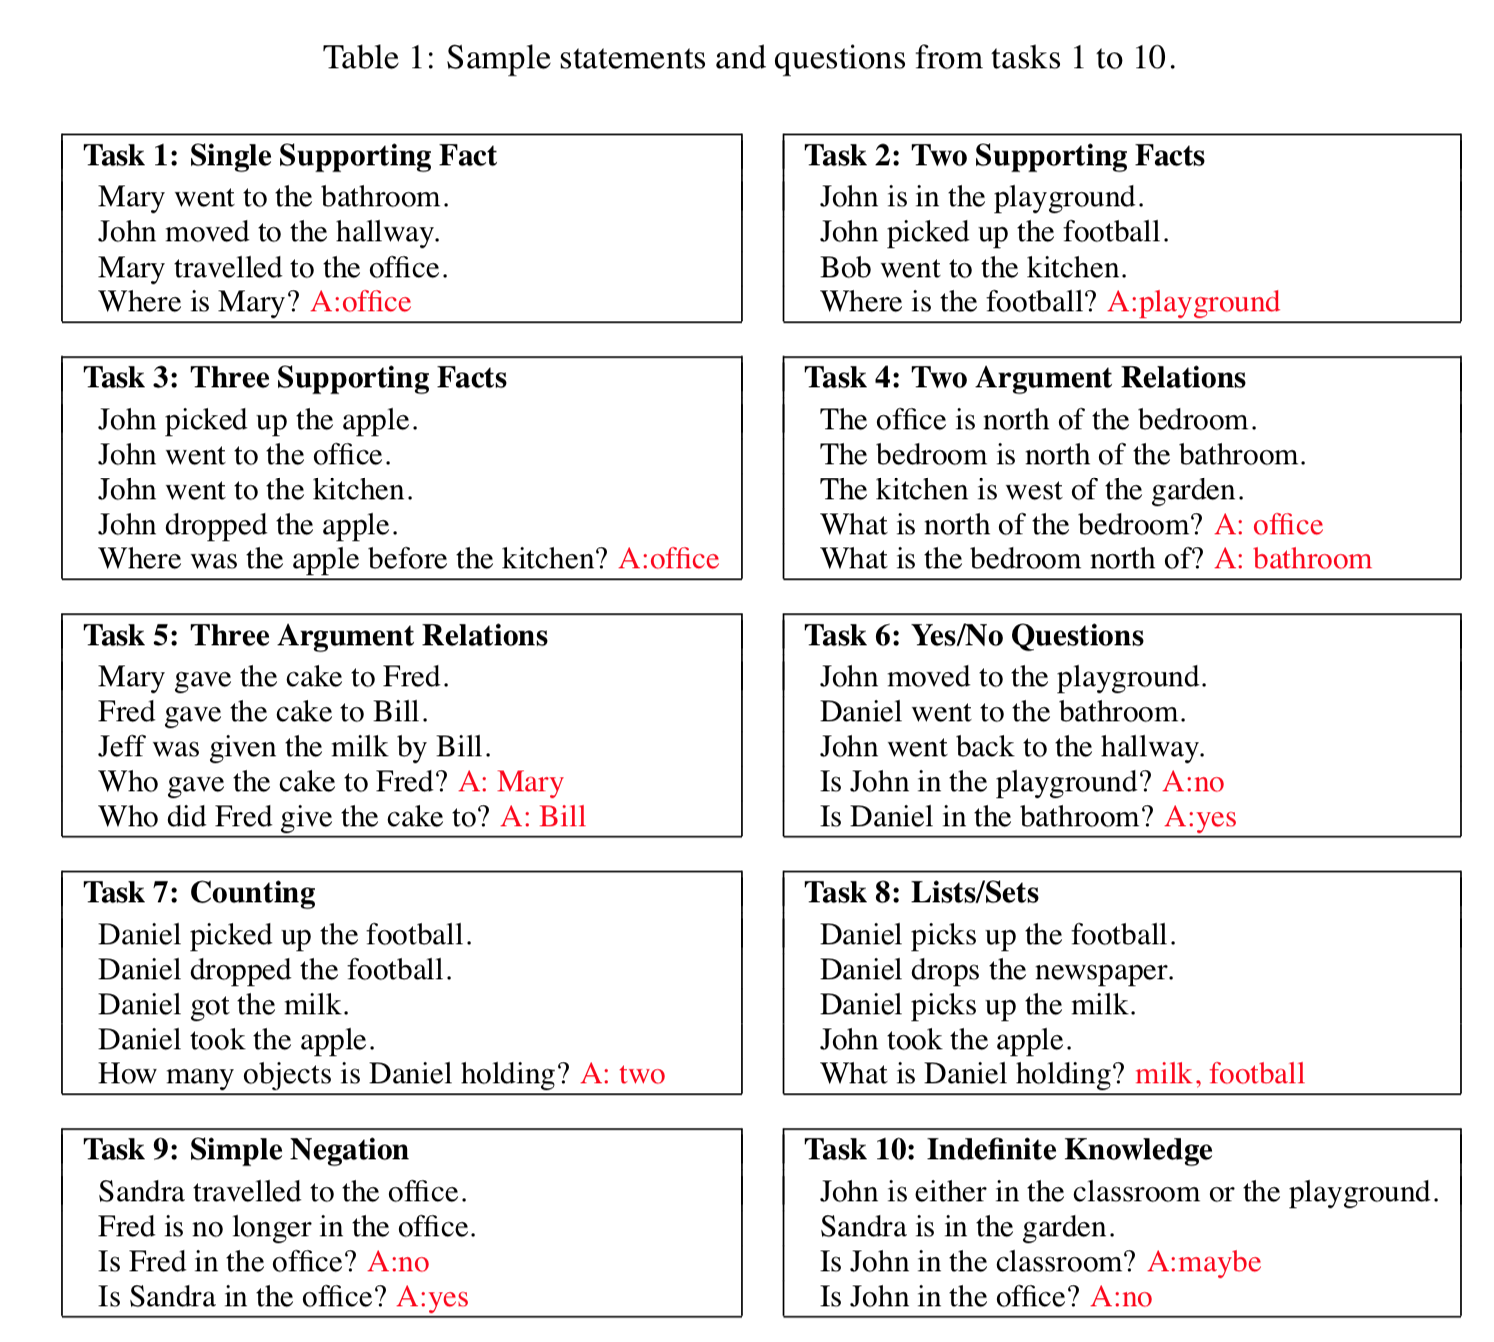 Table 1: Sample statements and questions from tasks 1 to 10.
Task 1: Single Supporting Fact
Mary went to the bathroom.
John moved to the hallway.
Mary travelled to the office.
Where is Mary? A:office
Task 2: Two Supporting Facts
John is in the playground.
John picked up the football.
Bob went to the kitchen.
Where is the football? A:playground
Task 3: Three Supporting Facts
John picked up the apple.
John went to the office.
John went to the kitchen.
John dropped the apple.
Where was the apple before the kitchen? A:office
Task 4: Two Argument Relations
The office is north of the bedroom.
The bedroom is north of the bathroom.
The kitchen is west of the garden.
What is north of the bedroom? A: office
What is the bedroom north of? A: bathroom
Task 5: Three Argument Relations
Mary gave the cake to Fred.
Fred gave the cake to Bill.
Jeff was given the milk by Bill.
Who gave the cake to Fred? A: Mary
Who did Fred give the cake to? A: Bill
Task 6: Yes/No Questions
John moved to the playground.
Daniel went to the bathroom.
John went back to the hallway.
Is John in the playground? A:no
Is Daniel in the bathroom? A:yes
Task 7: Counting
Daniel picked up the football.
Daniel dropped the football.
Daniel got the milk.
Daniel took the apple.
How many objects is Daniel holding? A: two
Task 8: Lists/Sets
Daniel picks up the football.
Daniel drops the newspaper.
Daniel picks up the milk.
John took the apple.
What is Daniel holding? milk, football
Task 9: Simple Negation
Sandra travelled to the office.
Fred is no longer in the office.
Is Fred in the office? A:no
Is Sandra in the office? A:yes
Task 10: Indefinite Knowledge
John is either in the classroom or the playground.
Sandra is in the garden.
Is John in the classroom? A:maybe
Is John in the office? A:no